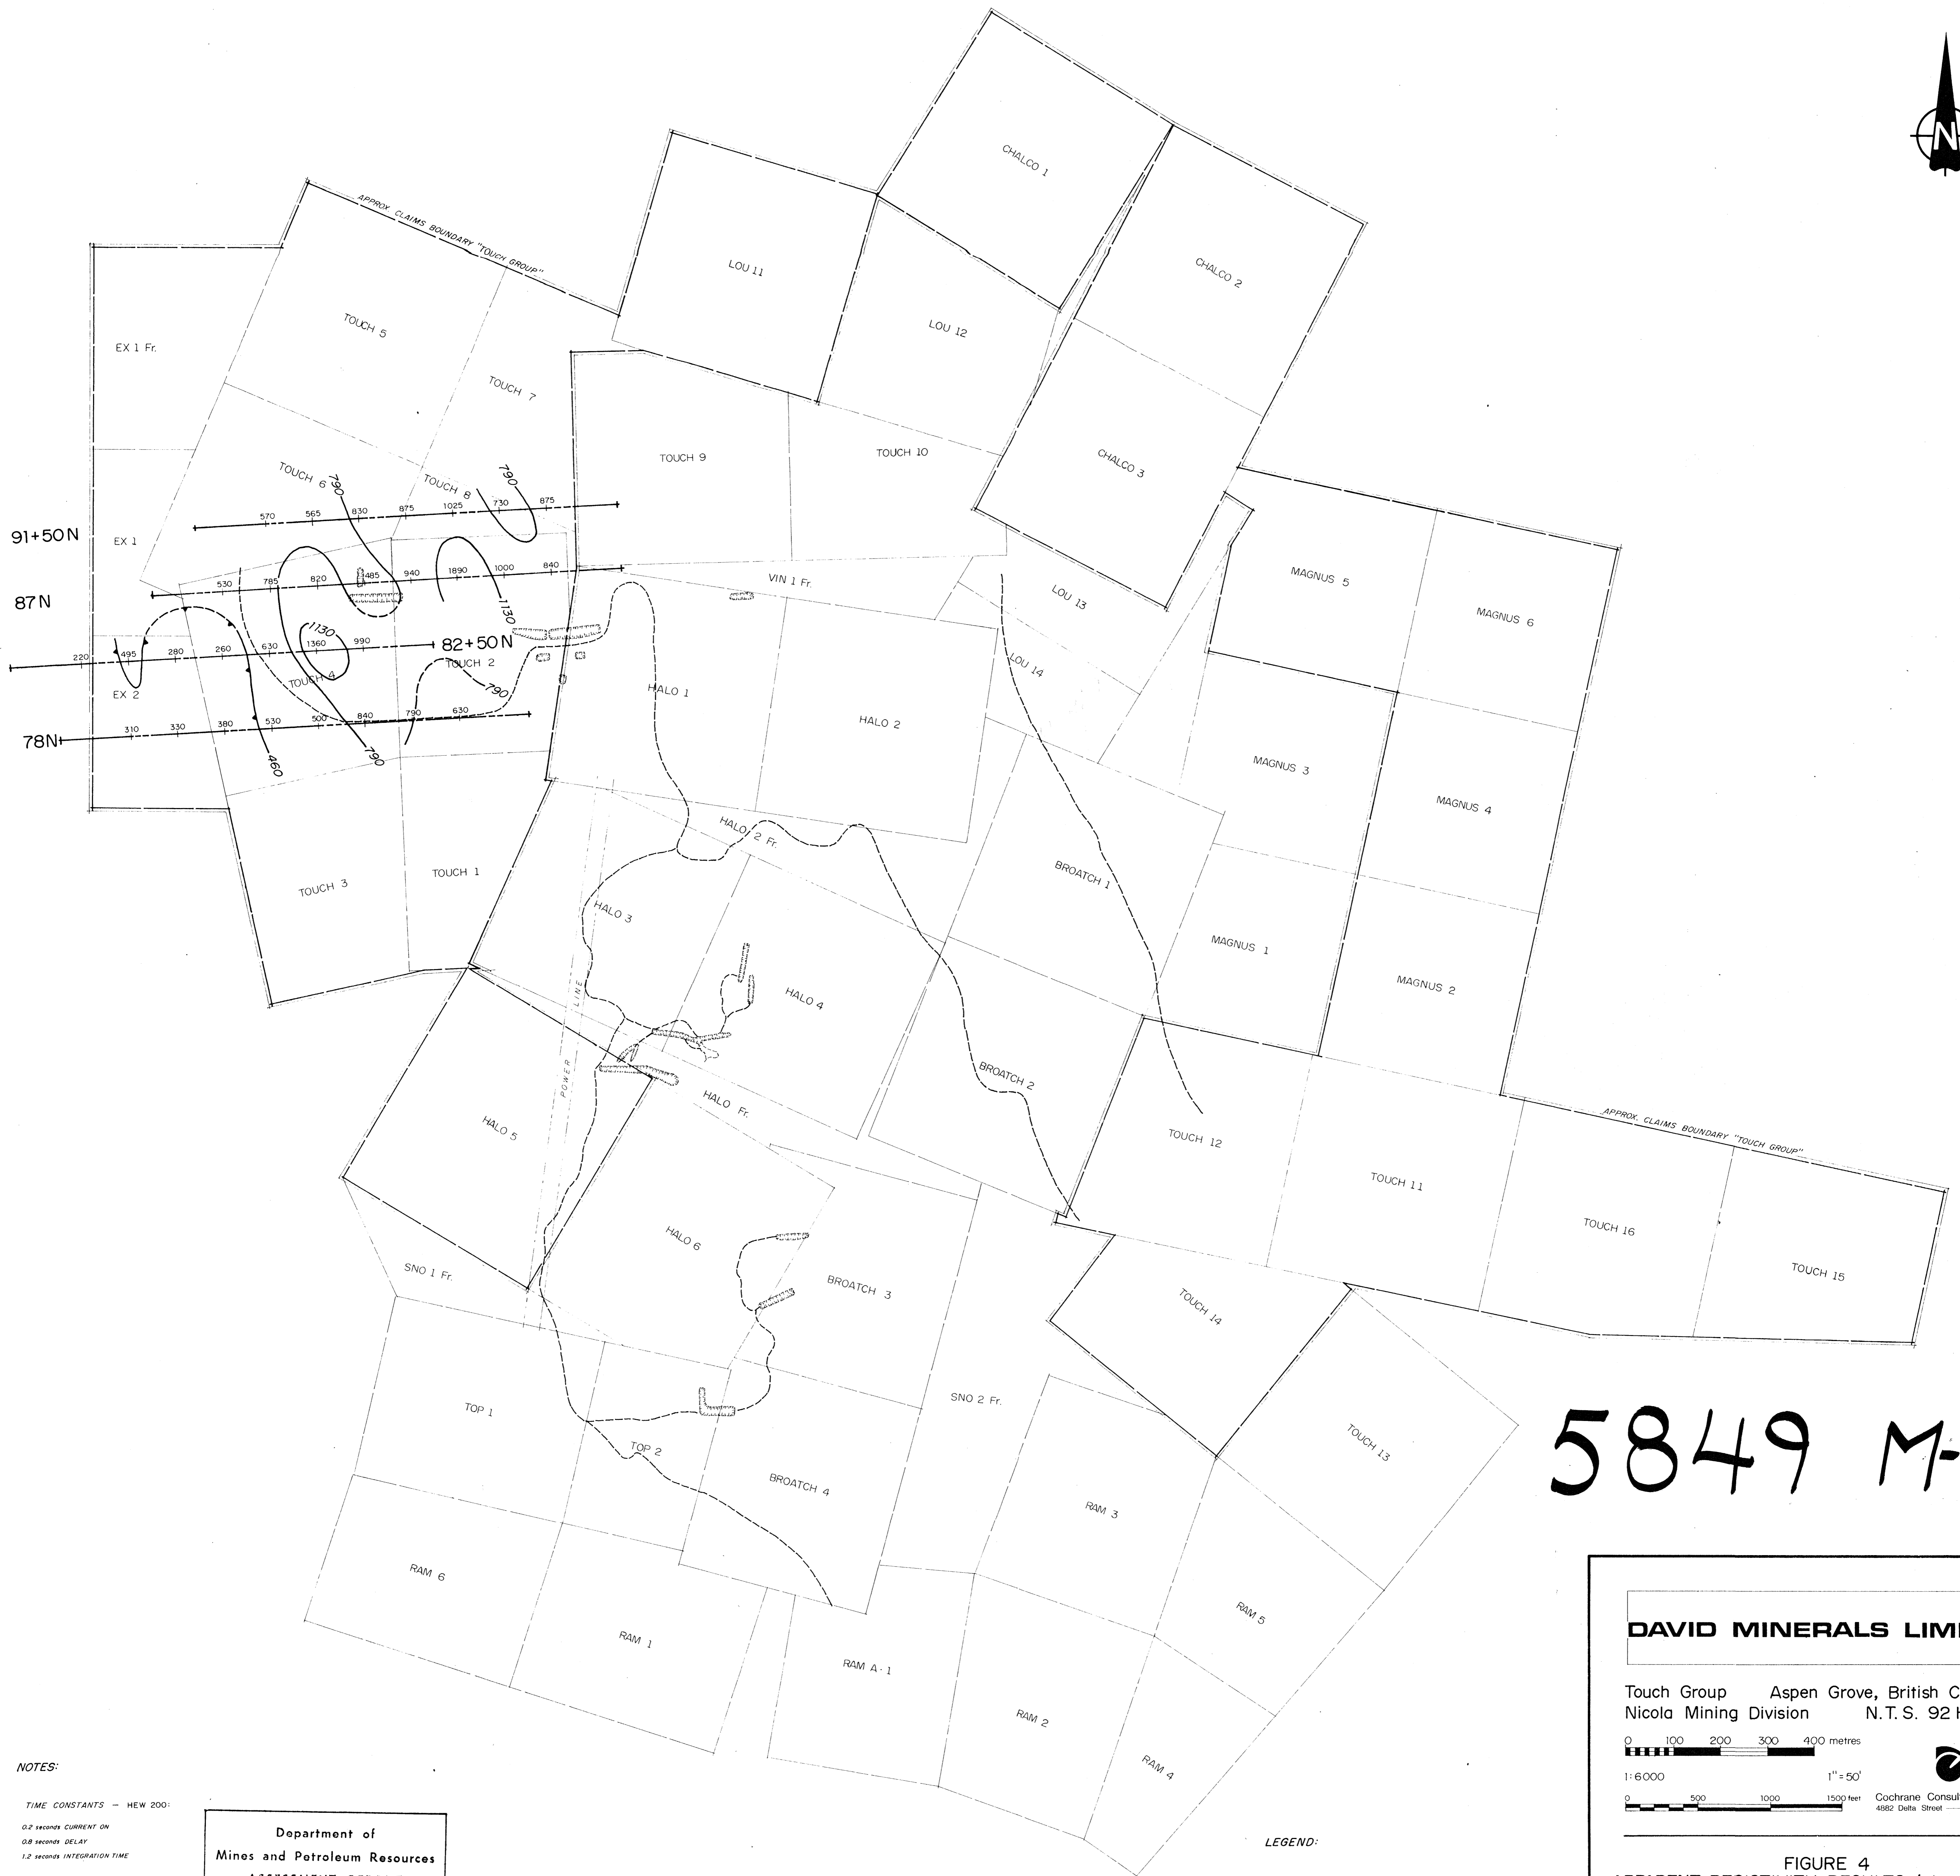 N
CHALCO 1
APPROX CLAIMS BOUNDARY "TOUCH GROUP"
LOU 11
CHALCO 2
TOUCH 5
LOU 12
EX 1 Fr.
TOUCH 7
TOUCH 9
TOUCH 10
CHALCO 3
TOUCH 6
790
TOUCH 8
790
570 565 830 875 1025 730 875
91+50N
EX 1
MAGNUS 5
530 785 820 485 940 1890 1000 840
VIN 1 Fr.
87N
LOU 13
MAGNUS 6
1130
1130
82+50N
220 495 280 260 630 1360 990
TOUCH 2
LOU 14
EX 2
TOUCH 4
790
HALO 1
HALO 2
78N
310 330 380 530 500 840 790 630
460
790
MAGNUS 3
MAGNUS 4
HALO 2 Fr.
TOUCH 3
TOUCH 1
BROATCH 1
HALO 3
MAGNUS 1
MAGNUS 2
HALO 4
POWER LINE
BROATCH 2
HALO Fr.
HALO 5
TOUCH 12
APPROX. CLAIMS BOUNDARY "TOUCH GROUP"
TOUCH 11
TOUCH 16
HALO 6
TOUCH 15
SNO 1 Fr.
BROATCH 3
TOUCH 14
SNO 2 Fr.
TOP 1
TOP 2
TOUCH 13
5849 M-
BROATCH 4
RAM 3
RAM 6
RAM 5
RAM 1
RAM A-1
RAM 2
RAM 4
DAVID MINERALS LIM
Touch Group Aspen Grove, British C
Nicola Mining Division N.T.S. 92 H
0 100 200 300 400 metres
1:6000 1" = 50'
0 500 1000 1500 feet
Cochrane Consul
4882 Delta Street
FIGURE 4
NOTES:
TIME CONSTANTS — HEW 200:
0.2 seconds CURRENT ON
0.8 seconds DELAY
1.2 seconds INTEGRATION TIME
Department of
Mines and Petroleum Resources
LEGEND: